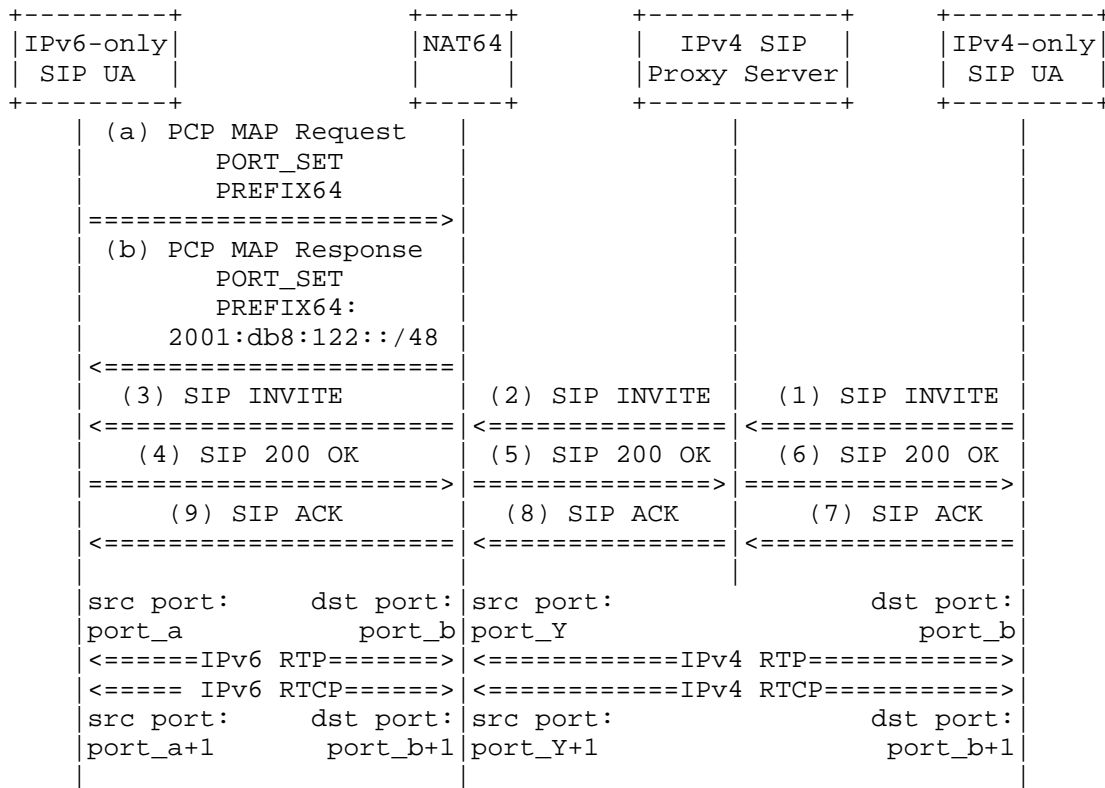 +---------+ +-----+ +------------+ +---------+
|IPv6-only| |NAT64| | IPv4 SIP | |IPv4-only|
| SIP UA | | | |Proxy Server| | SIP UA |
+---------+ +-----+ +------------+ +---------+
| (a) PCP MAP Request | | |
| PORT_SET | | |
| PREFIX64 | | |
|======================>| | |
| (b) PCP MAP Response | | |
| PORT_SET | | |
| PREFIX64: | | |
| 2001:db8:122::/48 | | |
|<====================== | | |
| (3) SIP INVITE | (2) SIP INVITE | (1) SIP INVITE |
|<======================|<===============|<================|
| (4) SIP 200 OK | (5) SIP 200 OK | (6) SIP 200 OK |
|======================>|===============>|================>|
| (9) SIP ACK | (8) SIP ACK | (7) SIP ACK |
|<======================|<===============|<================|
| | | |
|src port: dst port:|src port: dst port:|
|port_a port_b|port_Y port_b|
|<======IPv6 RTP=======>|<============IPv4 RTP============>|
|<===== IPv6 RTCP======>|<============IPv4 RTCP===========>|
|src port: dst port:|src port: dst port:|
|port_a+1 port_b+1|port_Y+1 port_b+1|
| | |